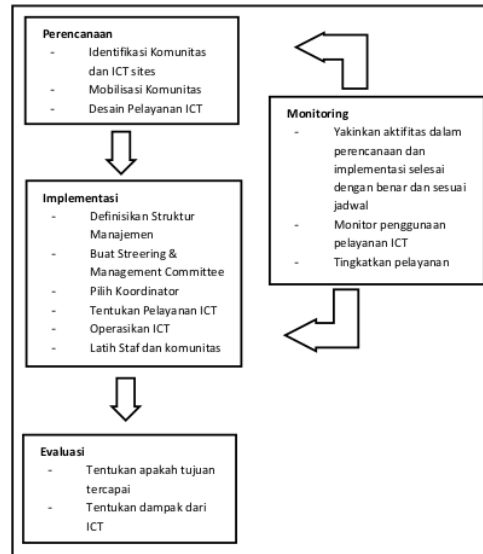 Perencanaan
- Identifikasi Komunitas
dan ICT sites
- Mobilisasi Komunitas
- Desain Pelayanan ICT
Implementasi
- Definisikan Struktur
Manajemen
- Buat Streering &
Management Committee
- Pilih Koordinator
- Tentukan Pelayanan ICT
- Operasikan ICT
- Latih Staf dan komunitas
Evaluasi
- Tentukan apakah tujuan
tercapai
- Tentukan dampak dari
ICT
Monitoring
- Yakinkan aktifitas dalam
perencanaan dan
implementasi selesai
dengan benar dan sesuai
jadwal
- Monitor penggunaan
pelayanan ICT
- Tingkatkan pelayanan